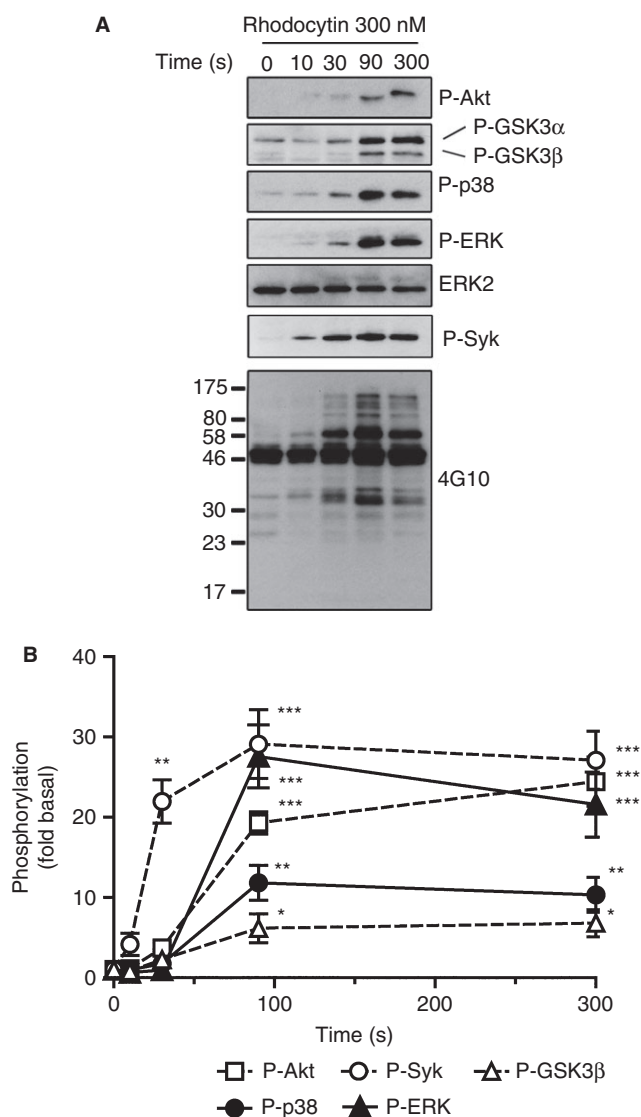 A
Rhodocytin 300 nM
Time (s) 0 10 30 90 300
P-Akt
P-GSK3α
P-GSK3β
P-p38
P-ERK
ERK2
P-Syk
175
80
58
46
4G10
30
23
17
B
40
30
20
10
0
Phosphorylation
(fold basal)
***
**
***
***
**
*
***
***
***
**
*
0 100 200 300
Time (s)
P-Akt P-Syk P-GSK3β
P-p38 P-ERK